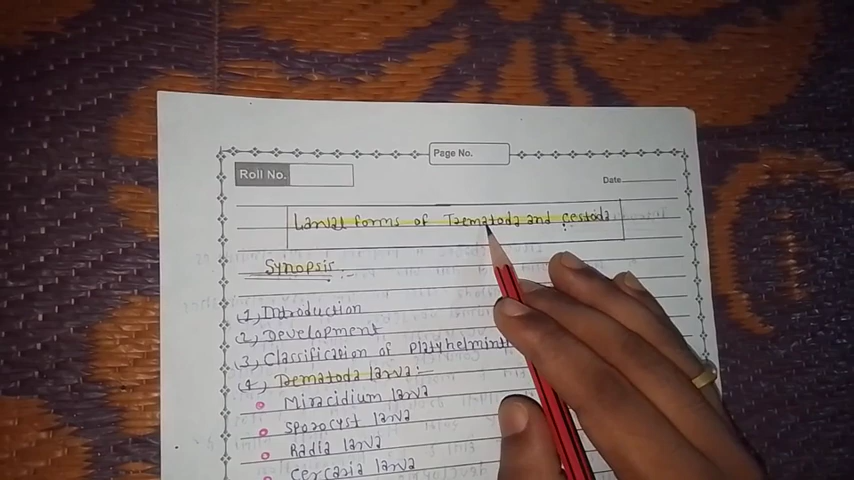 Page No.
Roll No.
Date
Larval forms of Trematoda and Cestoda
Synopsis :-
(1) Introduction
(2) Development
(3) Classification of platyhelminth
(4) Trematoda larva :-
Miracidium larva
Sporocyst larva
Radia larva
Cercaria larva